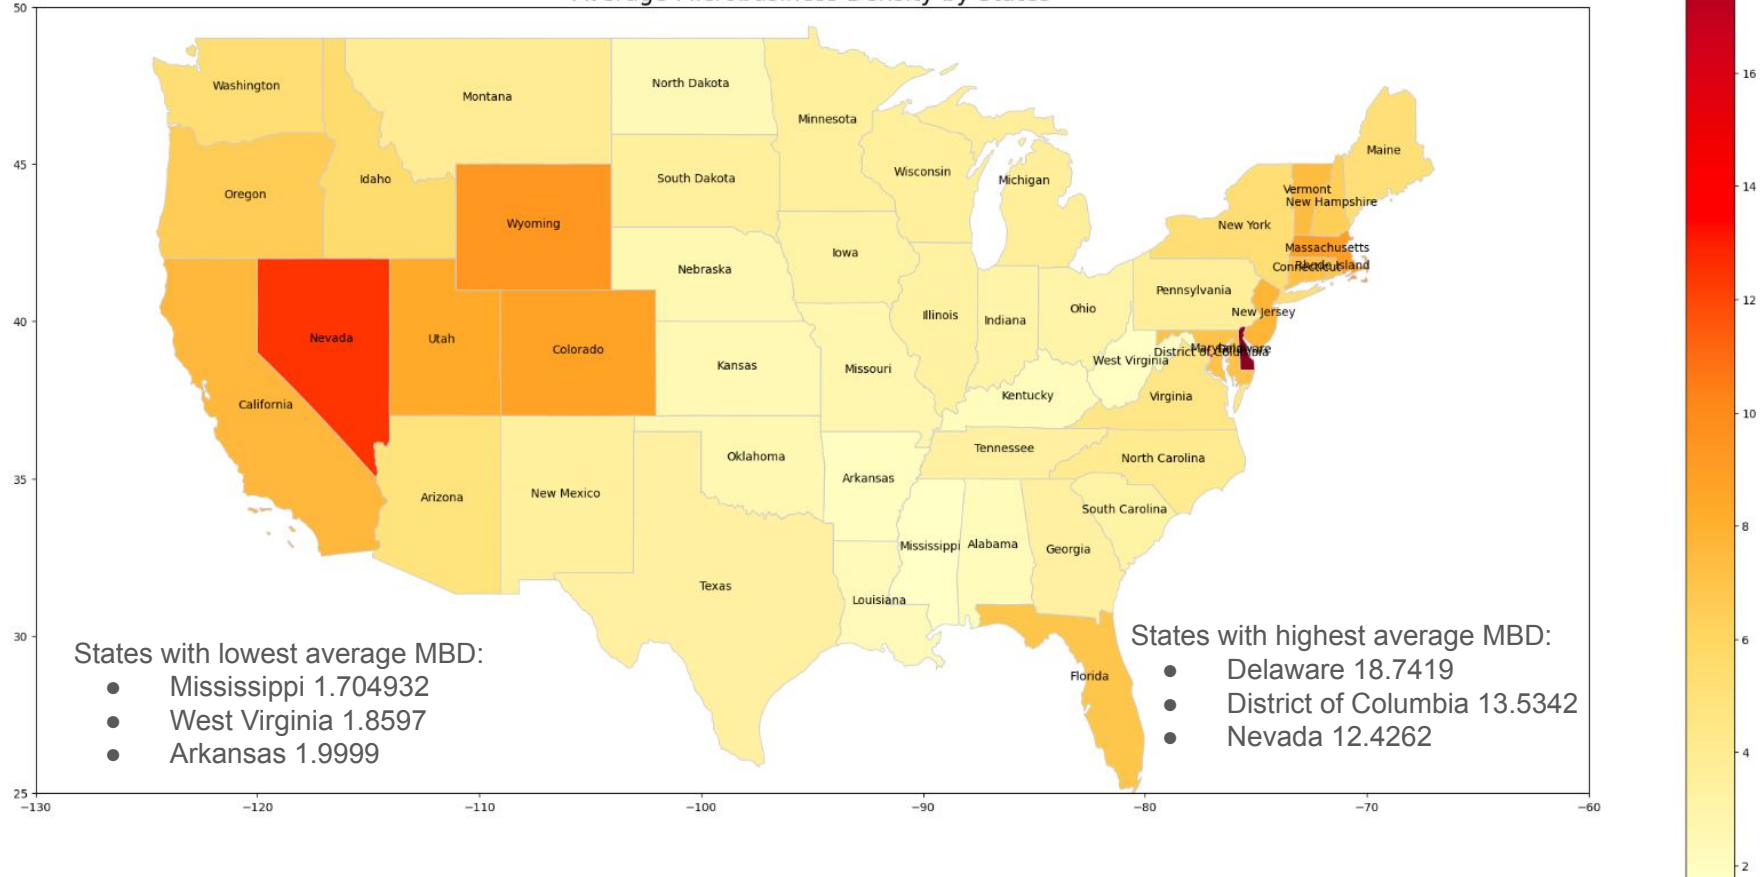 Average Microbusiness Density by States
50
45
40
35
30
25
−130
−120
−110
−100
−90
−80
−70
−60
16
14
12
10
8
6
4
2
Washington
Montana
North Dakota
Minnesota
Maine
Wisconsin
Michigan
Idaho
South Dakota
Oregon
Vermont
New Hampshire
Wyoming
New York
Massachusetts
Iowa
Rhode Island
Connecticut
Nebraska
Pennsylvania
New Jersey
Illinois
Indiana
Ohio
Nevada
Utah
Colorado
Maryland
Delaware
District of Columbia
West Virginia
Kansas
Missouri
Kentucky
Virginia
California
Tennessee
North Carolina
Oklahoma
Arkansas
Arizona
New Mexico
South Carolina
Mississippi
Alabama
Georgia
Texas
Louisiana
Florida
States with lowest average MBD:
● Mississippi 1.704932
● West Virginia 1.8597
● Arkansas 1.9999
States with highest average MBD:
● Delaware 18.7419
● District of Columbia 13.5342
● Nevada 12.4262